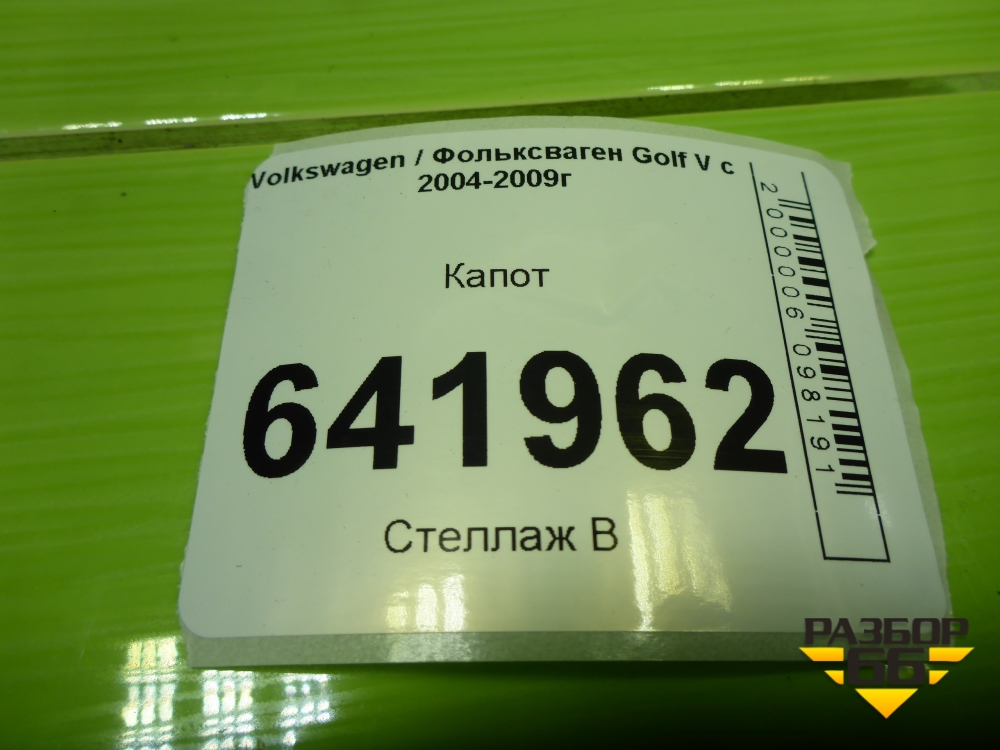 Volkswagen / Фольксваген Golf V с
2004-2009г
Капот
641962
Стеллаж В
2000006098191
РАЗБОР
66